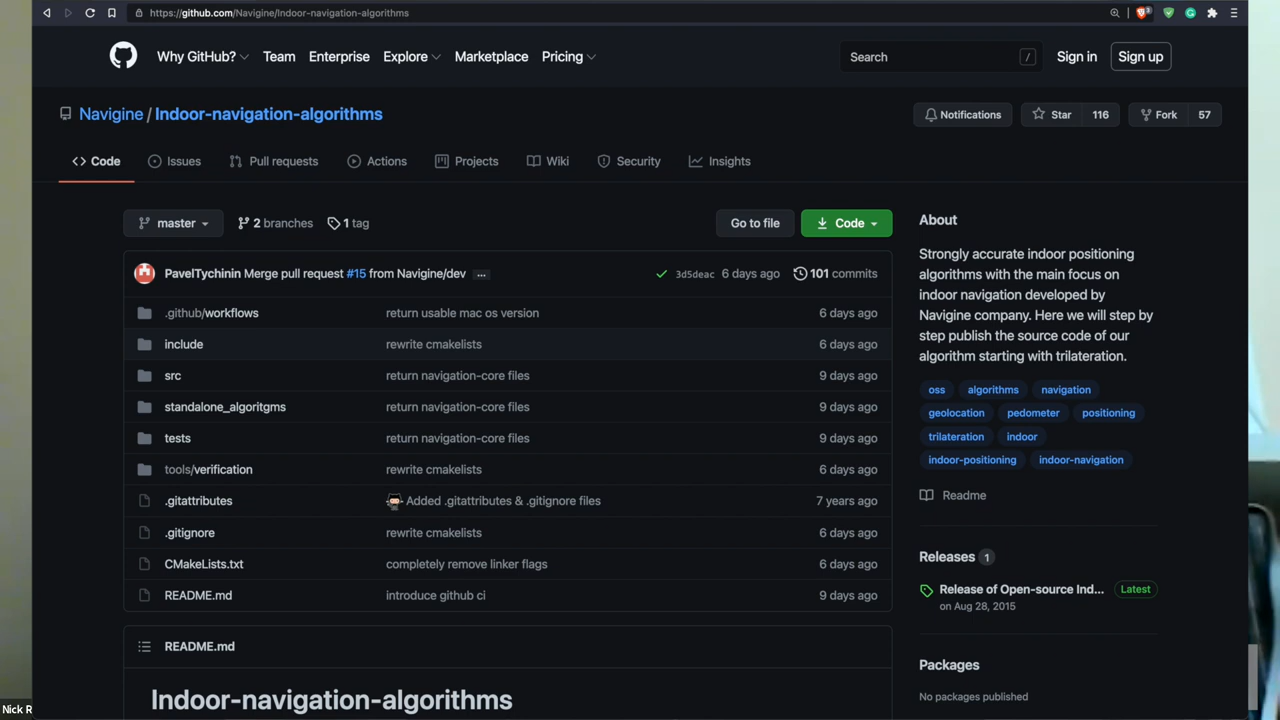 https://github.com/Navigine/Indoor-navigation-algorithms
Why GitHub? Team Enterprise Explore Marketplace Pricing Search / Sign in Sign up
Navigine / Indoor-navigation-algorithms Notifications Star 116 Fork 57
Code Issues Pull requests Actions Projects Wiki Security Insights
master 2 branches 1 tag Go to file Code
PavelTychinin Merge pull request #15 from Navigine/dev ... 3d5deac 6 days ago 101 commits
.github/workflows return usable mac os version 6 days ago
include rewrite cmakelists 6 days ago
src return navigation-core files 9 days ago
standalone_algoritgms return navigation-core files 9 days ago
tests return navigation-core files 9 days ago
tools/verification rewrite cmakelists 6 days ago
.gitattributes Added .gitattributes & .gitignore files 7 years ago
.gitignore rewrite cmakelists 6 days ago
CMakeLists.txt completely remove linker flags 6 days ago
README.md introduce github ci 9 days ago
README.md
Indoor-navigation-algorithms
About
Strongly accurate indoor positioning
algorithms with the main focus on
indoor navigation developed by
Navigine company. Here we will step by
step publish the source code of our
algorithm starting with trilateration.
oss algorithms navigation
geolocation pedometer positioning
trilateration indoor
indoor-positioning indoor-navigation
Readme
Releases 1
Release of Open-source Ind... Latest
on Aug 28, 2015
Packages
No packages published
Nick R